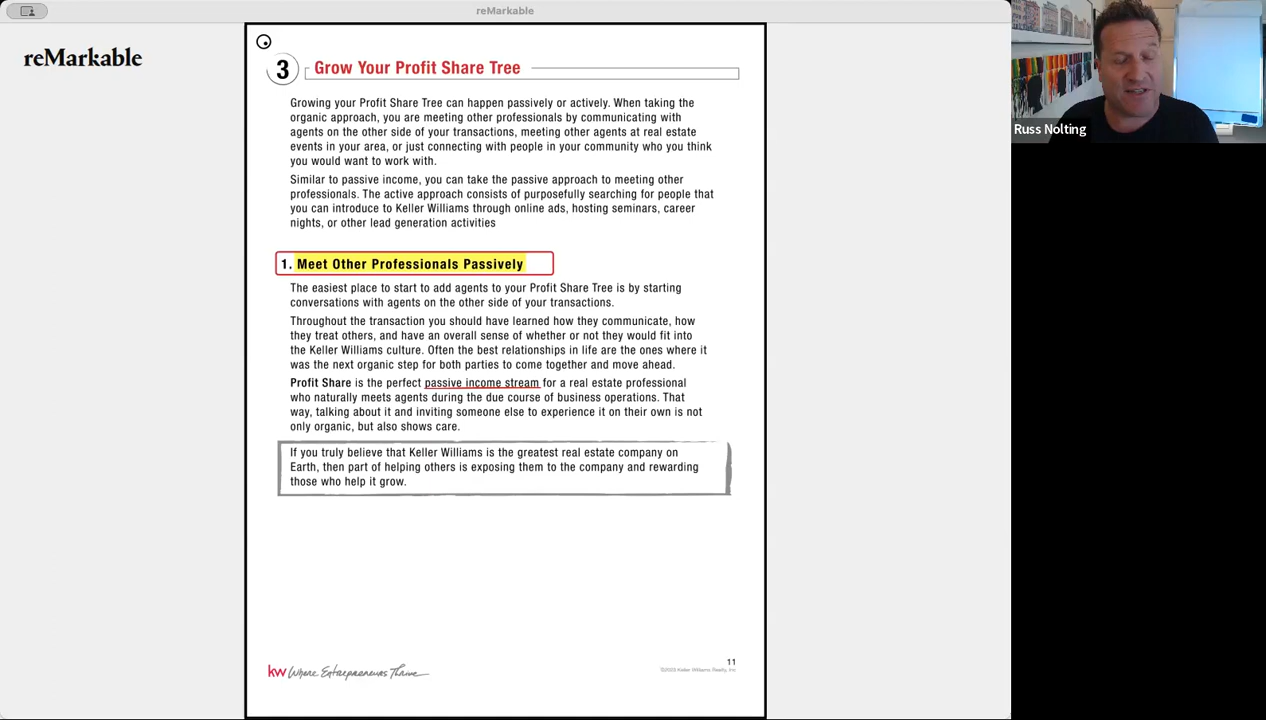 reMarkable
reMarkable
3 Grow Your Profit Share Tree
Growing your Profit Share Tree can happen passively or actively. When taking the
organic approach, you are meeting other professionals by communicating with
agents on the other side of your transactions, meeting other agents at real estate
events in your area, or just connecting with people in your community who you think
you would want to work with.
Similar to passive income, you can take the passive approach to meeting other
professionals. The active approach consists of purposefully searching for people that
you can introduce to Keller Williams through online ads, hosting seminars, career
nights, or other lead generation activities
1. Meet Other Professionals Passively
The easiest place to start to add agents to your Profit Share Tree is by starting
conversations with agents on the other side of your transactions.
Throughout the transaction you should have learned how they communicate, how
they treat others, and have an overall sense of whether or not they would fit into
the Keller Williams culture. Often the best relationships in life are the ones where it
was the next organic step for both parties to come together and move ahead.
Profit Share is the perfect passive income stream for a real estate professional
who naturally meets agents during the due course of business operations. That
way, talking about it and inviting someone else to experience it on their own is not
only organic, but also shows care.
If you truly believe that Keller Williams is the greatest real estate company on
Earth, then part of helping others is exposing them to the company and rewarding
those who help it grow.
kw Where Entrepreneurs Thrive
11
©2023 Keller Williams Realty, Inc.
Russ Nolting